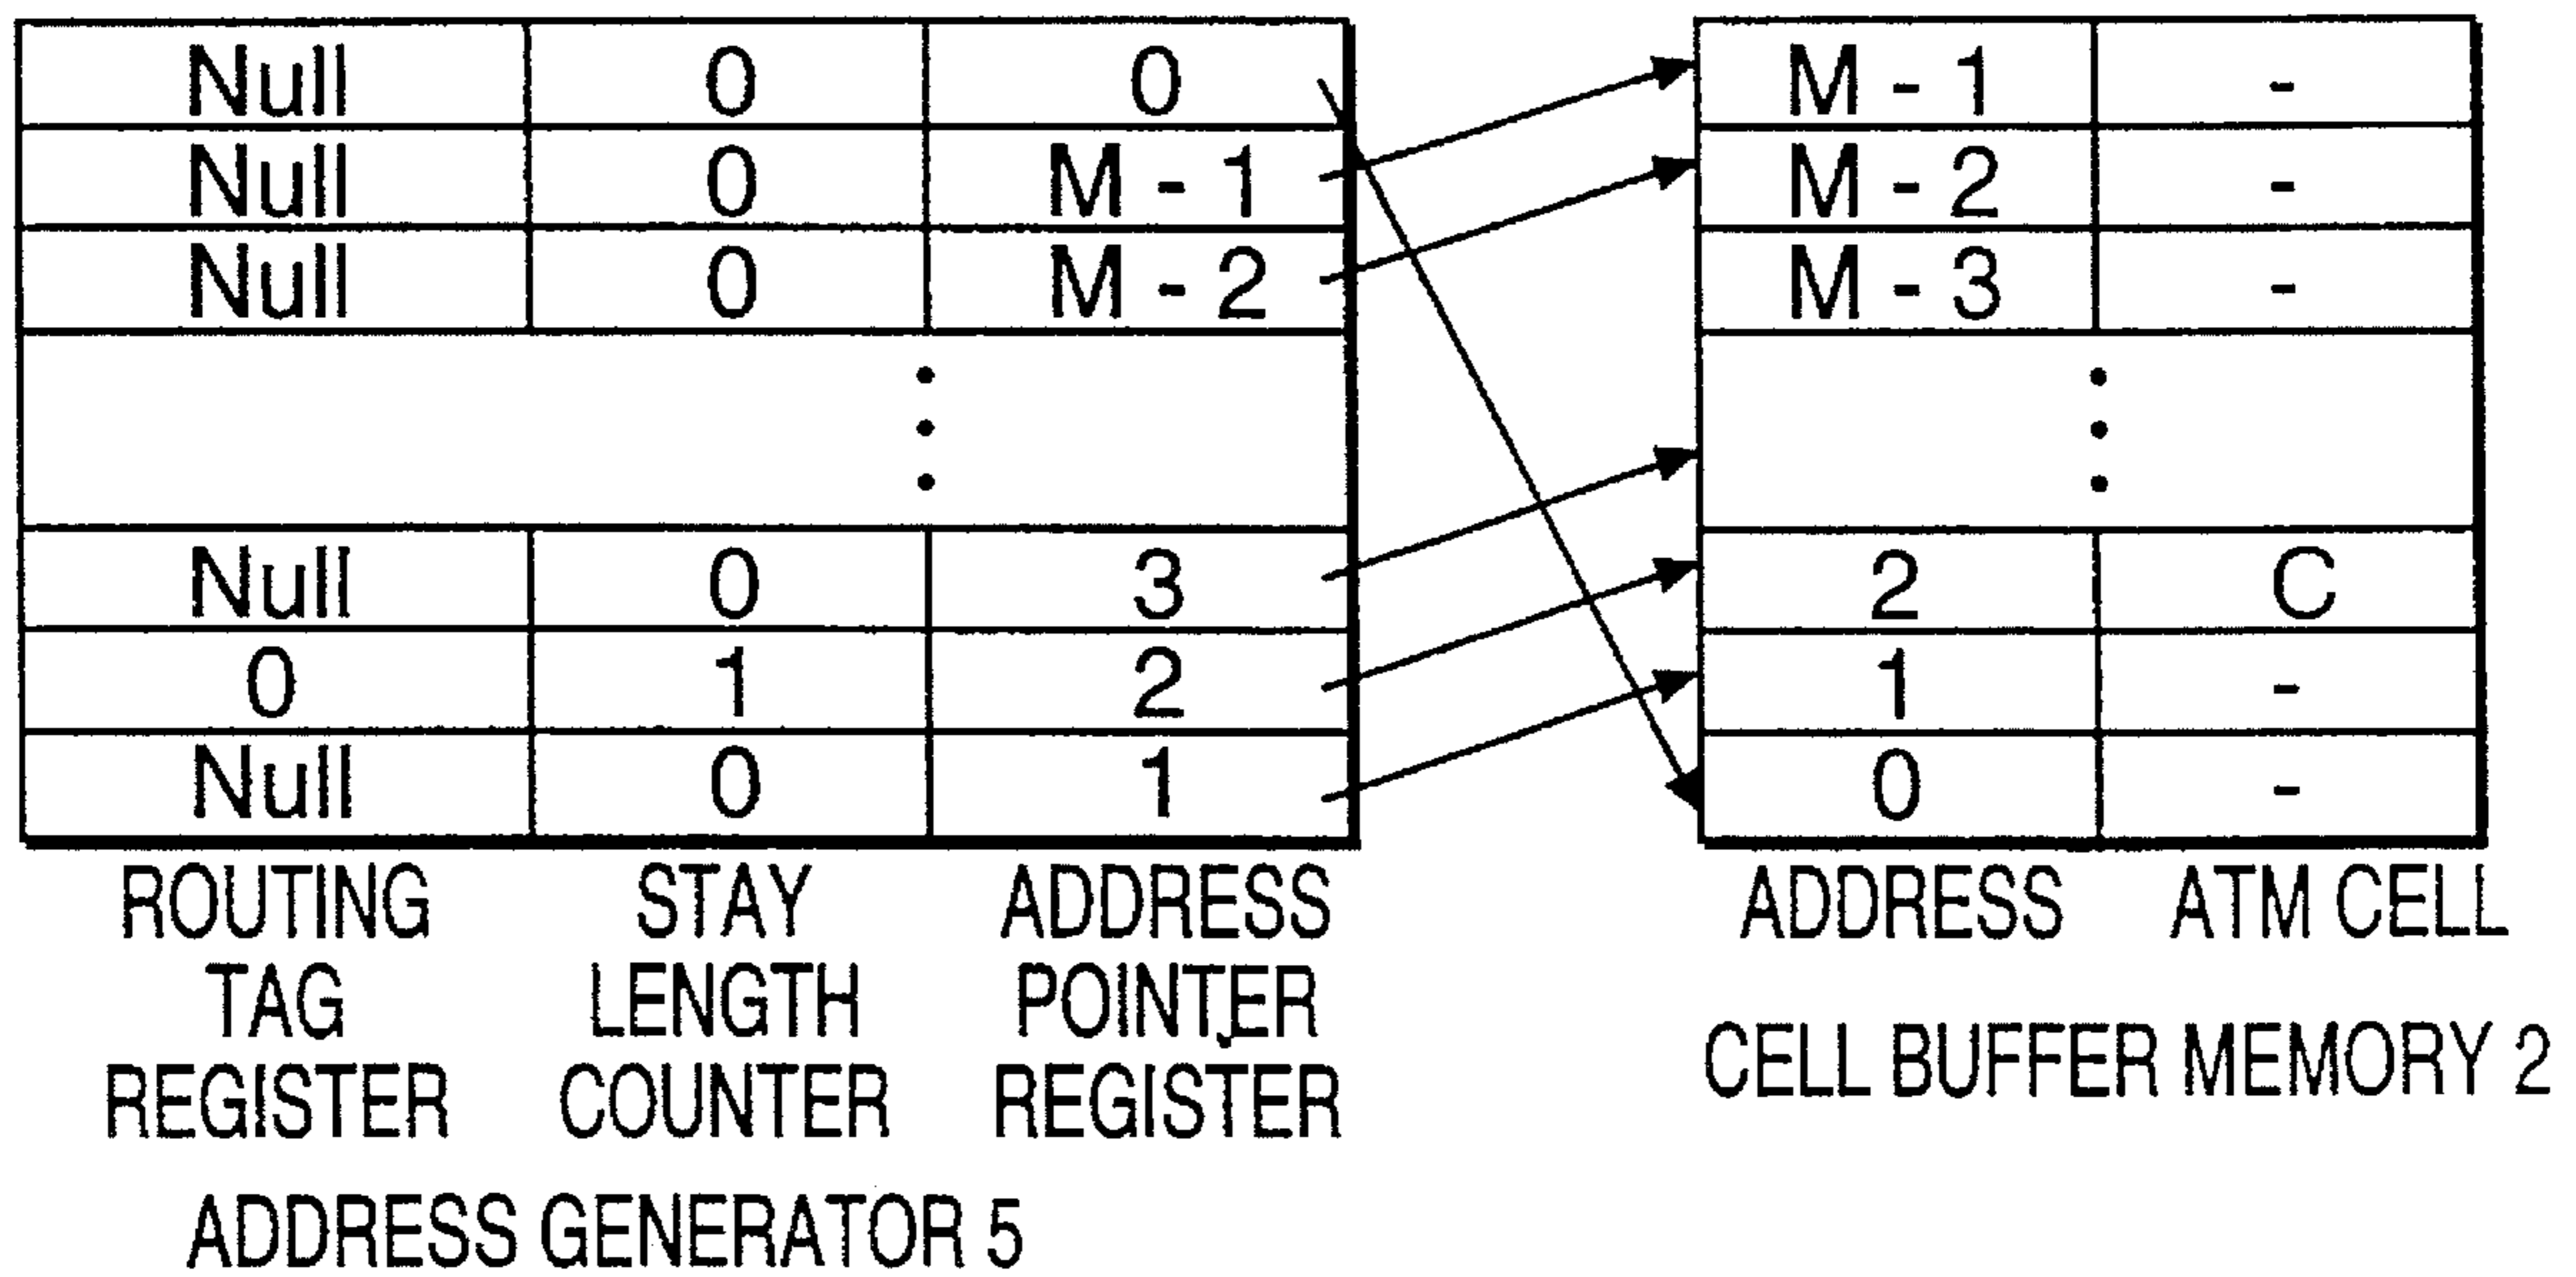 Null 0 0
Null 0 M - 1
Null 0 M - 2
Null 0 3
0 1 2
Null 0 1
ROUTING TAG REGISTER
STAY LENGTH COUNTER
ADDRESS POINTER REGISTER
ADDRESS GENERATOR 5
M - 1 -
M - 2 -
M - 3 -
2 C
1 -
0 -
ADDRESS ATM CELL
CELL BUFFER MEMORY 2